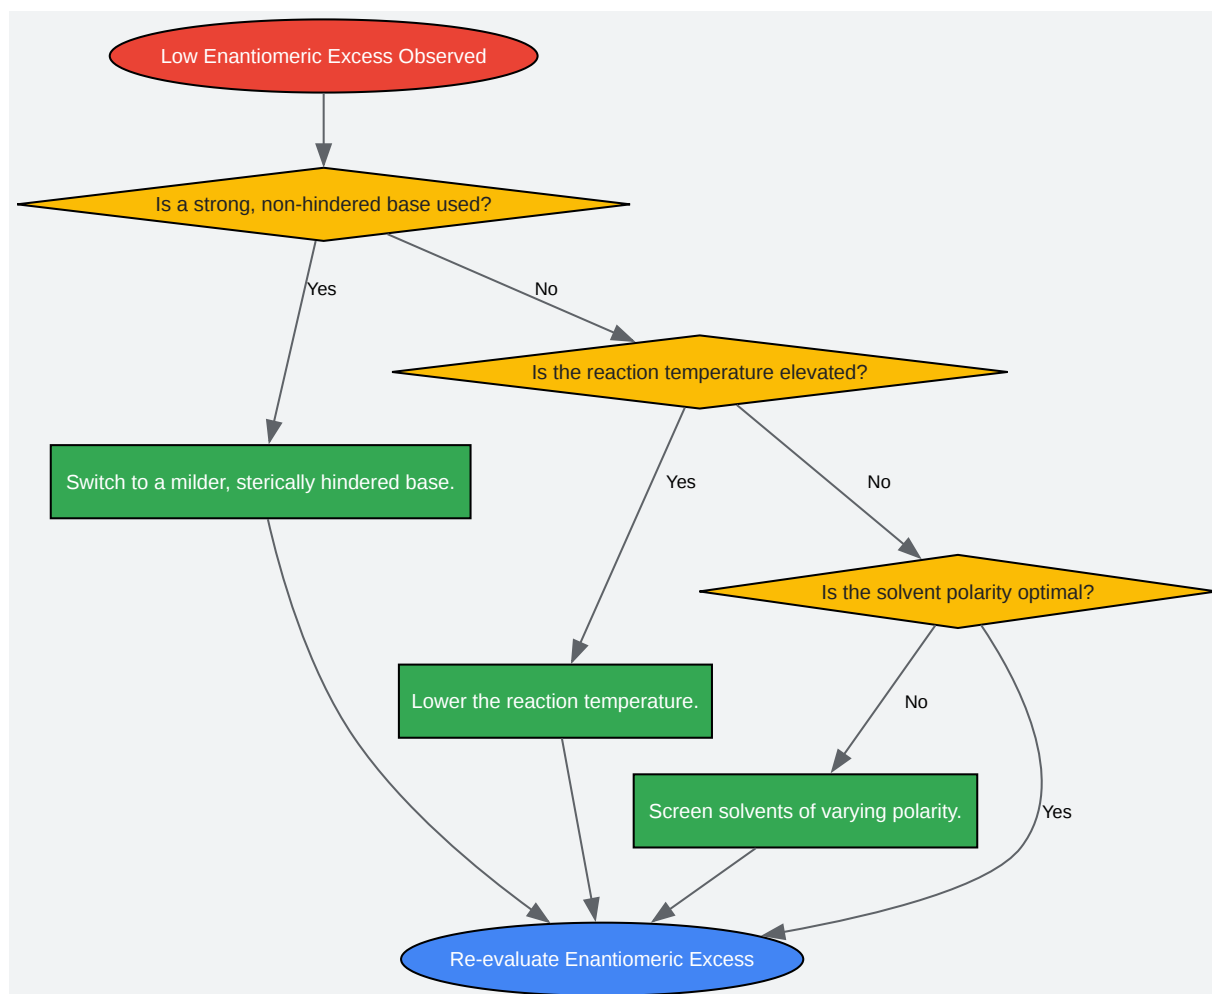 Low Enantiomeric Excess Observed
Is a strong, non-hindered base used?
Yes
No
Is the reaction temperature elevated?
Switch to a milder, sterically hindered base.
Yes
No
Is the solvent polarity optimal?
Lower the reaction temperature.
No
Screen solvents of varying polarity.
Yes
Re-evaluate Enantiomeric Excess